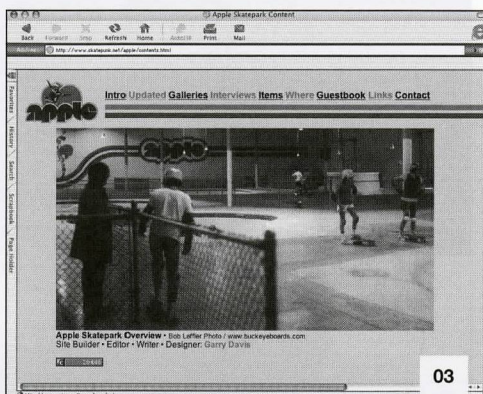 Apple Skatepark Content
Back Forward Stop Refresh Home AutoFill Print Mail
http://www.skatepunk.net/apple/contents.html
Favorites
History
Search
Scrapbook
Page Holder
apple
Intro Updated Galleries Interviews Items Where Guestbook Links Contact
apple
Apple Skatepark Overview • Bob Leffler Photo / www.buckeyeboards.com
Site Builder • Editor • Writer • Designer: Garry Davis
03